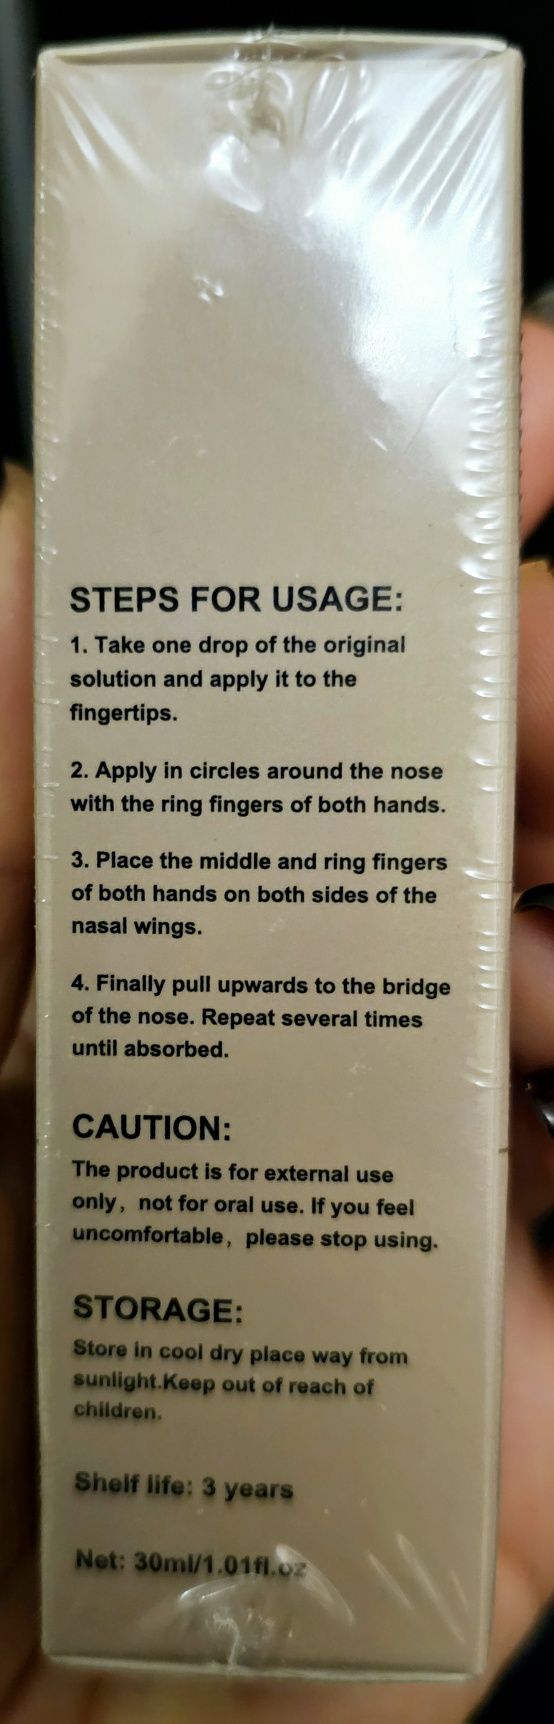 STEPS FOR USAGE:
1. Take one drop of the original
solution and apply it to the
fingertips.
2. Apply in circles around the nose
with the ring fingers of both hands.
3. Place the middle and ring fingers
of both hands on both sides of the
nasal wings.
4. Finally pull upwards to the bridge
of the nose. Repeat several times
until absorbed.
CAUTION:
The product is for external use
only, not for oral use. If you feel
uncomfortable, please stop using.
STORAGE:
Store in cool dry place way from
sunlight.Keep out of reach of
children.
Shelf life: 3 years
Net: 30ml/1.01fl.oz